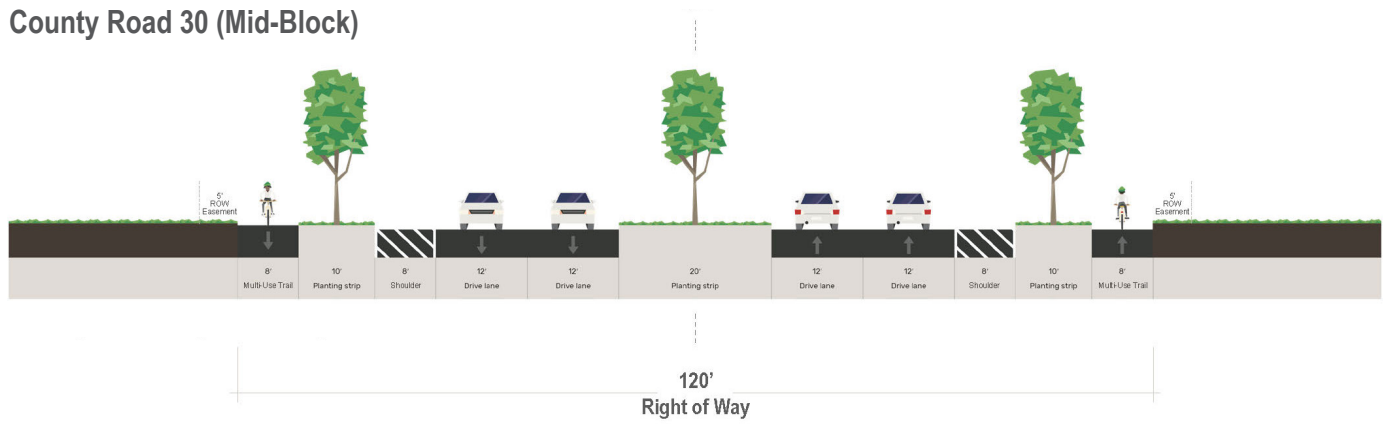 County Road 30 (Mid-Block)
5'
ROW
Easement
5'
ROW
Easement
8'
Multi-Use Trail
10'
Planting strip
8'
Shoulder
12'
Drive lane
12'
Drive lane
20'
Planting strip
12'
Drive lane
12'
Drive lane
8'
Shoulder
10'
Planting strip
8'
Multi-Use Trail
120'
Right of Way